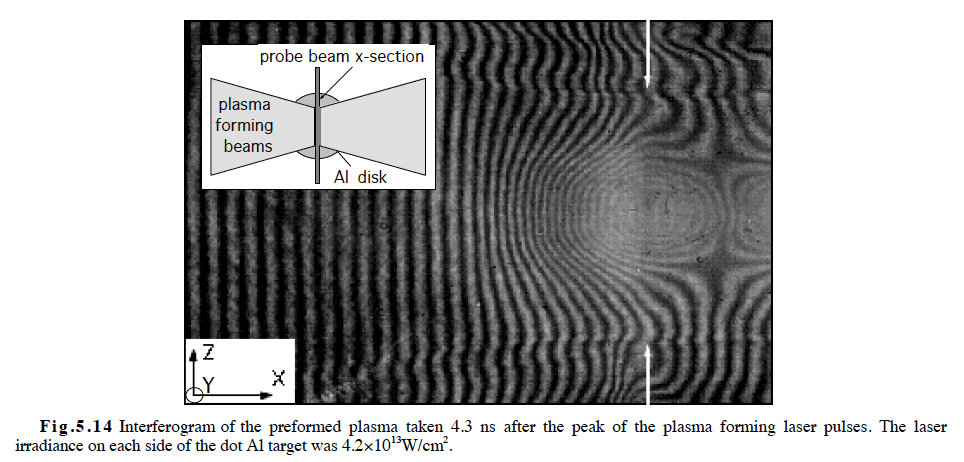 probe beam x-section
plasma
forming
beams
Al disk
Z
Y
X
Fig.5.14 Interferogram of the preformed plasma taken 4.3 ns after the peak of the plasma forming laser pulses. The laser
irradiance on each side of the dot Al target was 4.2×10¹³W/cm².